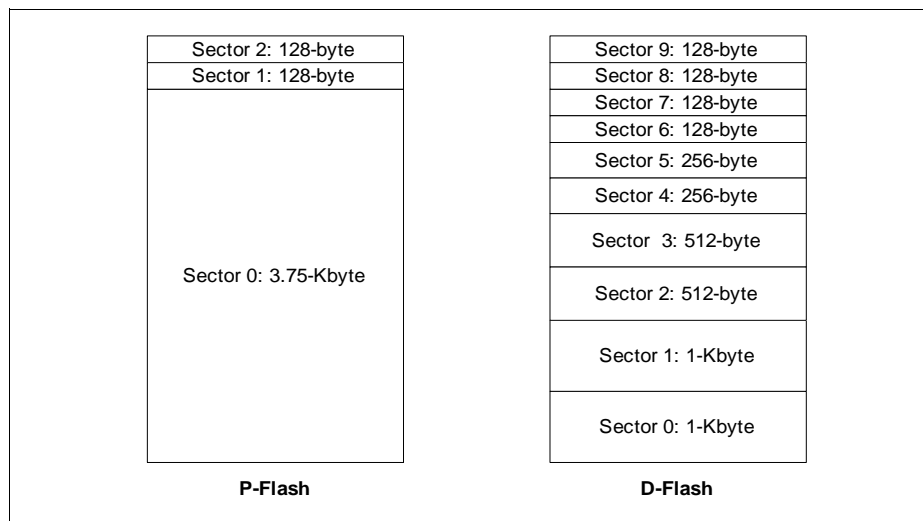 Sector 2: 128-byte
Sector 1: 128-byte
Sector 0: 3.75-Kbyte
P-Flash
Sector 9: 128-byte
Sector 8: 128-byte
Sector 7: 128-byte
Sector 6: 128-byte
Sector 5: 256-byte
Sector 4: 256-byte
Sector 3: 512-byte
Sector 2: 512-byte
Sector 1: 1-Kbyte
Sector 0: 1-Kbyte
D-Flash